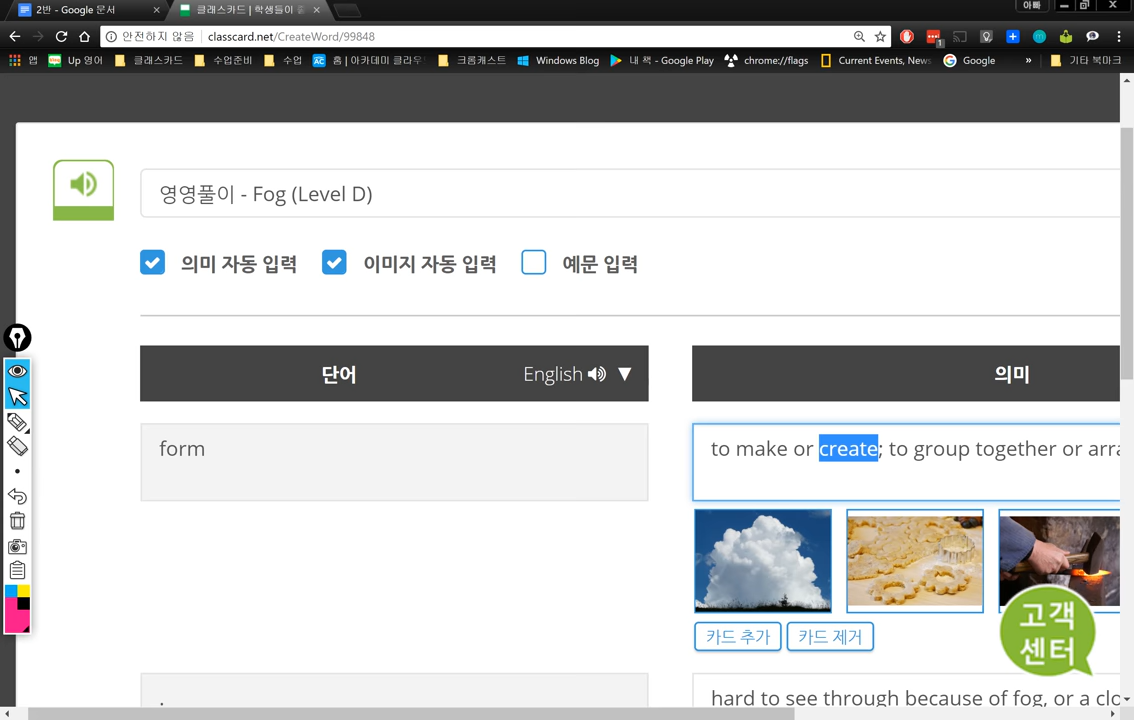 2반 - Google 문서
클래스카드 | 학생들이
아빠
안전하지 않음 classcard.net/CreateWord/99848
앱 Up 영어 클래스카드 수업준비 수업 홈 | 아카데미 클라우 크롬캐스트 Windows Blog 내 책 - Google Play chrome://flags Current Events, News Google » 기타 북마크
영영풀이 - Fog (Level D)
의미 자동 입력 이미지 자동 입력 예문 입력
단어 English ▼ 의미
form
to make or create; to group together or arra
카드 추가 카드 제거
고객
센터
hard to see through because of fog, or a clo